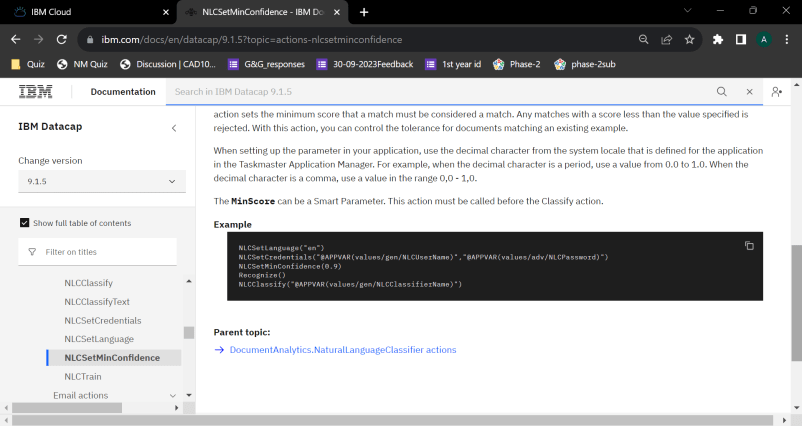 IBM Cloud
NLCSetMinConfidence - IBM Do
ibm.com/docs/en/datacap/9.1.5?topic=actions-nlcsetminconfidence
A
Quiz
NM Quiz
Discussion | CAD10...
G&G_responses
30-09-2023Feedback
1st year id
Phase-2
phase-2sub
IBM
Documentation
Search in IBM Datacap 9.1.5
IBM Datacap
Change version
9.1.5
Show full table of contents
Filter on titles
NLCClassify
NLCClassifyText
NLCSetCredentials
NLCSetLanguage
NLCSetMinConfidence
NLCTrain
Email actions
action sets the minimum score that a match must be considered a match. Any matches with a score less than the value specified is
rejected. With this action, you can control the tolerance for documents matching an existing example.
When setting up the parameter in your application, use the decimal character from the system locale that is defined for the application
in the Taskmaster Application Manager. For example, when the decimal character is a period, use a value from 0.0 to 1.0. When the
decimal character is a comma, use a value in the range 0,0 - 1,0.
The MinScore can be a Smart Parameter. This action must be called before the Classify action.
Example
NLCSetLanguage("en")
NLCSetCredentials("@APPVAR(values/gen/NLCUserName)","@APPVAR(values/adv/NLCPassword)")
NLCSetMinConfidence(0.9)
Recognize()
NLCClassify("@APPVAR(values/gen/NLCClassifierName)")
Parent topic:
DocumentAnalytics.NaturalLanguageClassifier actions